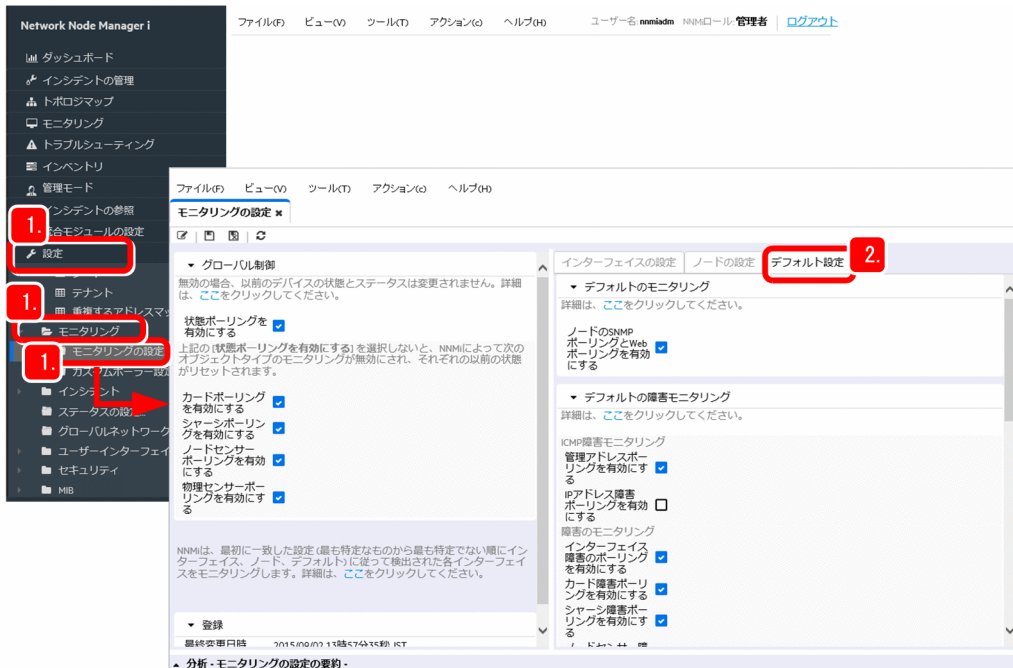 Network Node Manager i
ファイル(F) ビュー(V) ツール(T) アクション(c) ヘルプ(H)
ユーザー名:nnmiadm NNMiロール:管理者 ログアウト
ダッシュボード
インシデントの管理
トポロジマップ
モニタリング
トラブルシューティング
インベントリ
管理モード
インシデントの参照
合モジュールの設定
設定
テナント
重複するアドレスマッ
モニタリング
モニタリングの設定
カスタムポーラー設定
インシデント
ステータスの設定
グローバルネットワーク
ユーザーインターフェイ
セキュリティ
MIB
1.
1.
1.
ファイル(F) ビュー(V) ツール(T) アクション(c) ヘルプ(H)
モニタリングの設定 ×
▼ グローバル制御
無効の場合、以前のデバイスの状態とステータスは変更されません。詳細
は、ここをクリックしてください。
状態ポーリングを
有効にする
上記の [状態ポーリングを有効にする] を選択しないと、NNMiによって次の
オブジェクトタイプのモニタリングが無効にされ、それぞれの以前の状態
がリセットされます。
カードポーリング
を有効にする
シャーシポーリン
グを有効にする
ノードセンサー
ポーリングを有効
にする
物理センサーポー
リングを有効にす
る
NNMiは、最初に一致した設定 (最も特定なものから最も特定でない順にイン
ターフェイス、ノード、デフォルト) に従って検出された各インターフェイ
スをモニタリングします。詳細は、ここをクリックしてください。
▼ 登録
最終変更日時 2015/09/02 13時57分35秒 JST
インターフェイスの設定 ノードの設定 デフォルト設定
2.
▼ デフォルトのモニタリング
詳細は、ここをクリックしてください。
ノードのSNMP
ポーリングとWeb
ポーリングを有効
にする
▼ デフォルトの障害モニタリング
詳細は、ここをクリックしてください。
ICMP障害モニタリング
管理アドレスポー
リングを有効にす
る
IPアドレス障害
ポーリングを有効
にする
障害のモニタリング
インターフェイス
障害のポーリング
を有効にする
カード障害ポーリ
ングを有効にする
シャーシ障害ポー
リングを有効にす
る
ノードセンサー障
▲ 分析 - モニタリングの設定の要約 -